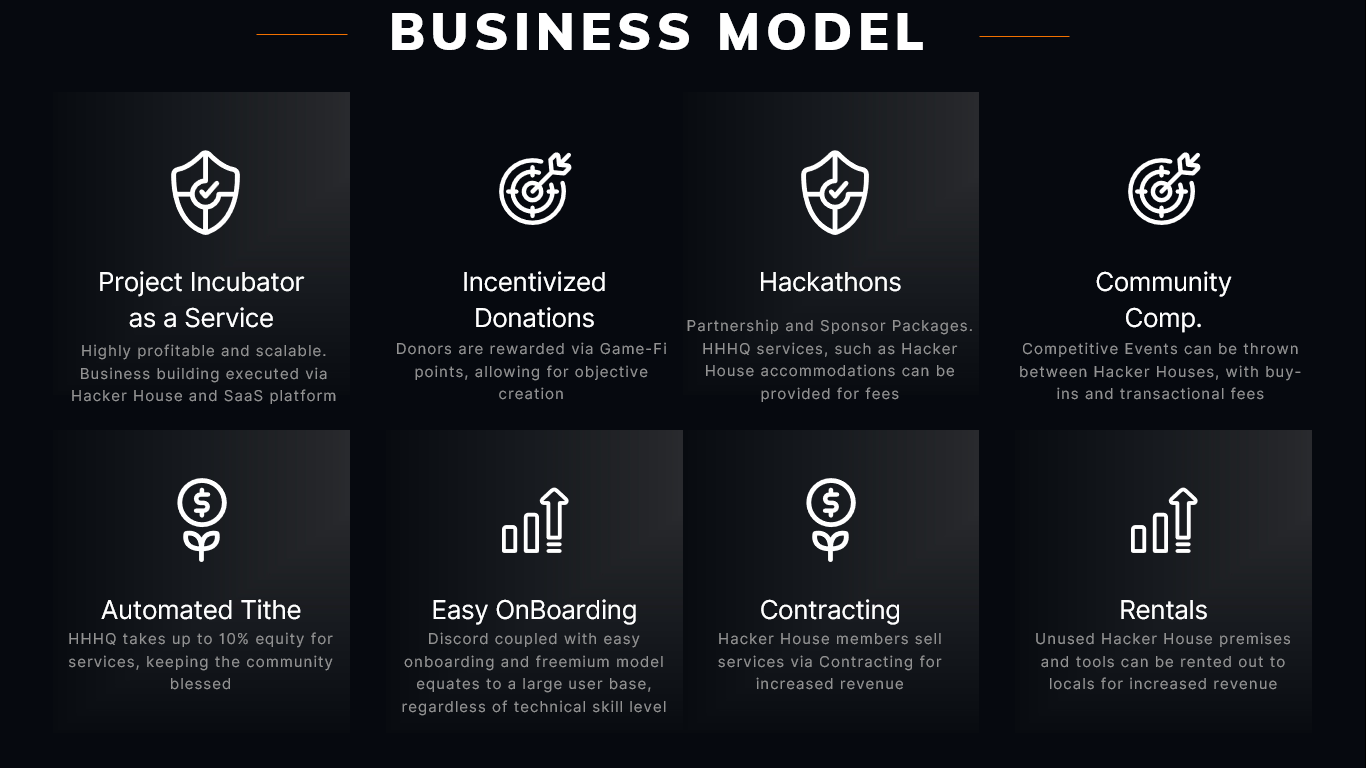 BUSINESS MODEL
Project Incubator
as a Service
Highly profitable and scalable.
Business building executed via
Hacker House and SaaS platform
Incentivized
Donations
Donors are rewarded via Game-Fi
points, allowing for objective
creation
Hackathons
Partnership and Sponsor Packages.
HHHQ services, such as Hacker
House accommodations can be
provided for fees
Community
Comp.
Competitive Events can be thrown
between Hacker Houses, with buy-
ins and transactional fees
Automated Tithe
HHHQ takes up to 10% equity for
services, keeping the community
blessed
Easy OnBoarding
Discord coupled with easy
onboarding and freemium model
equates to a large user base,
regardless of technical skill level
Contracting
Hacker House members sell
services via Contracting for
increased revenue
Rentals
Unused Hacker House premises
and tools can be rented out to
locals for increased revenue